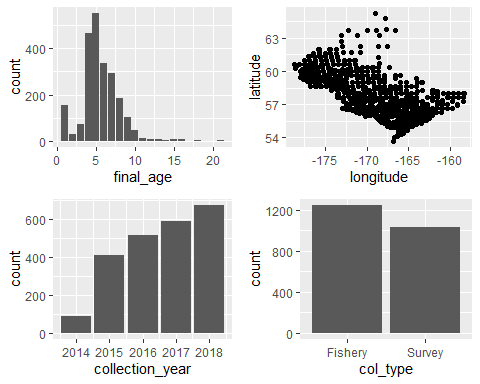 count
400
200
0
0
5
10
15
20
final_age
latitude
63
60
57
54
-175
-170
-165
-160
longitude
count
600
400
200
0
2014
2015
2016
2017
2018
collection_year
count
1200
800
400
0
Fishery
Survey
col_type